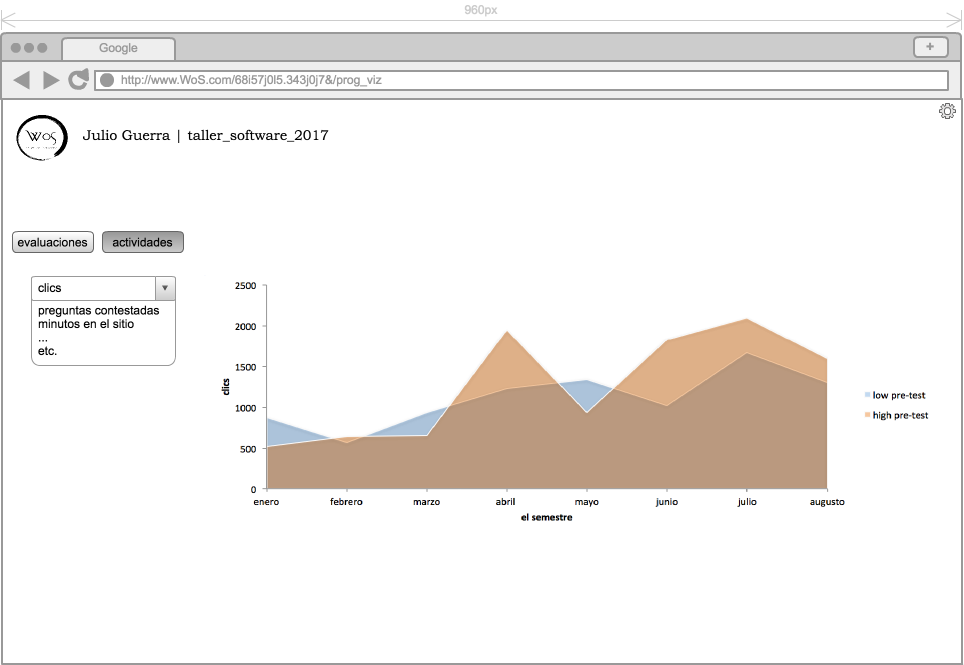 960px
Google
+
http://www.WoS.com/68i57j0l5.343j0j7&/prog_viz
WoS
Julio Guerra | taller_software_2017
evaluaciones
actividades
clics
preguntas contestadas
minutos en el sitio
...
etc.
2500
2000
1500
1000
500
0
clics
enero
febrero
marzo
abril
mayo
junio
julio
augusto
el semestre
low pre-test
high pre-test